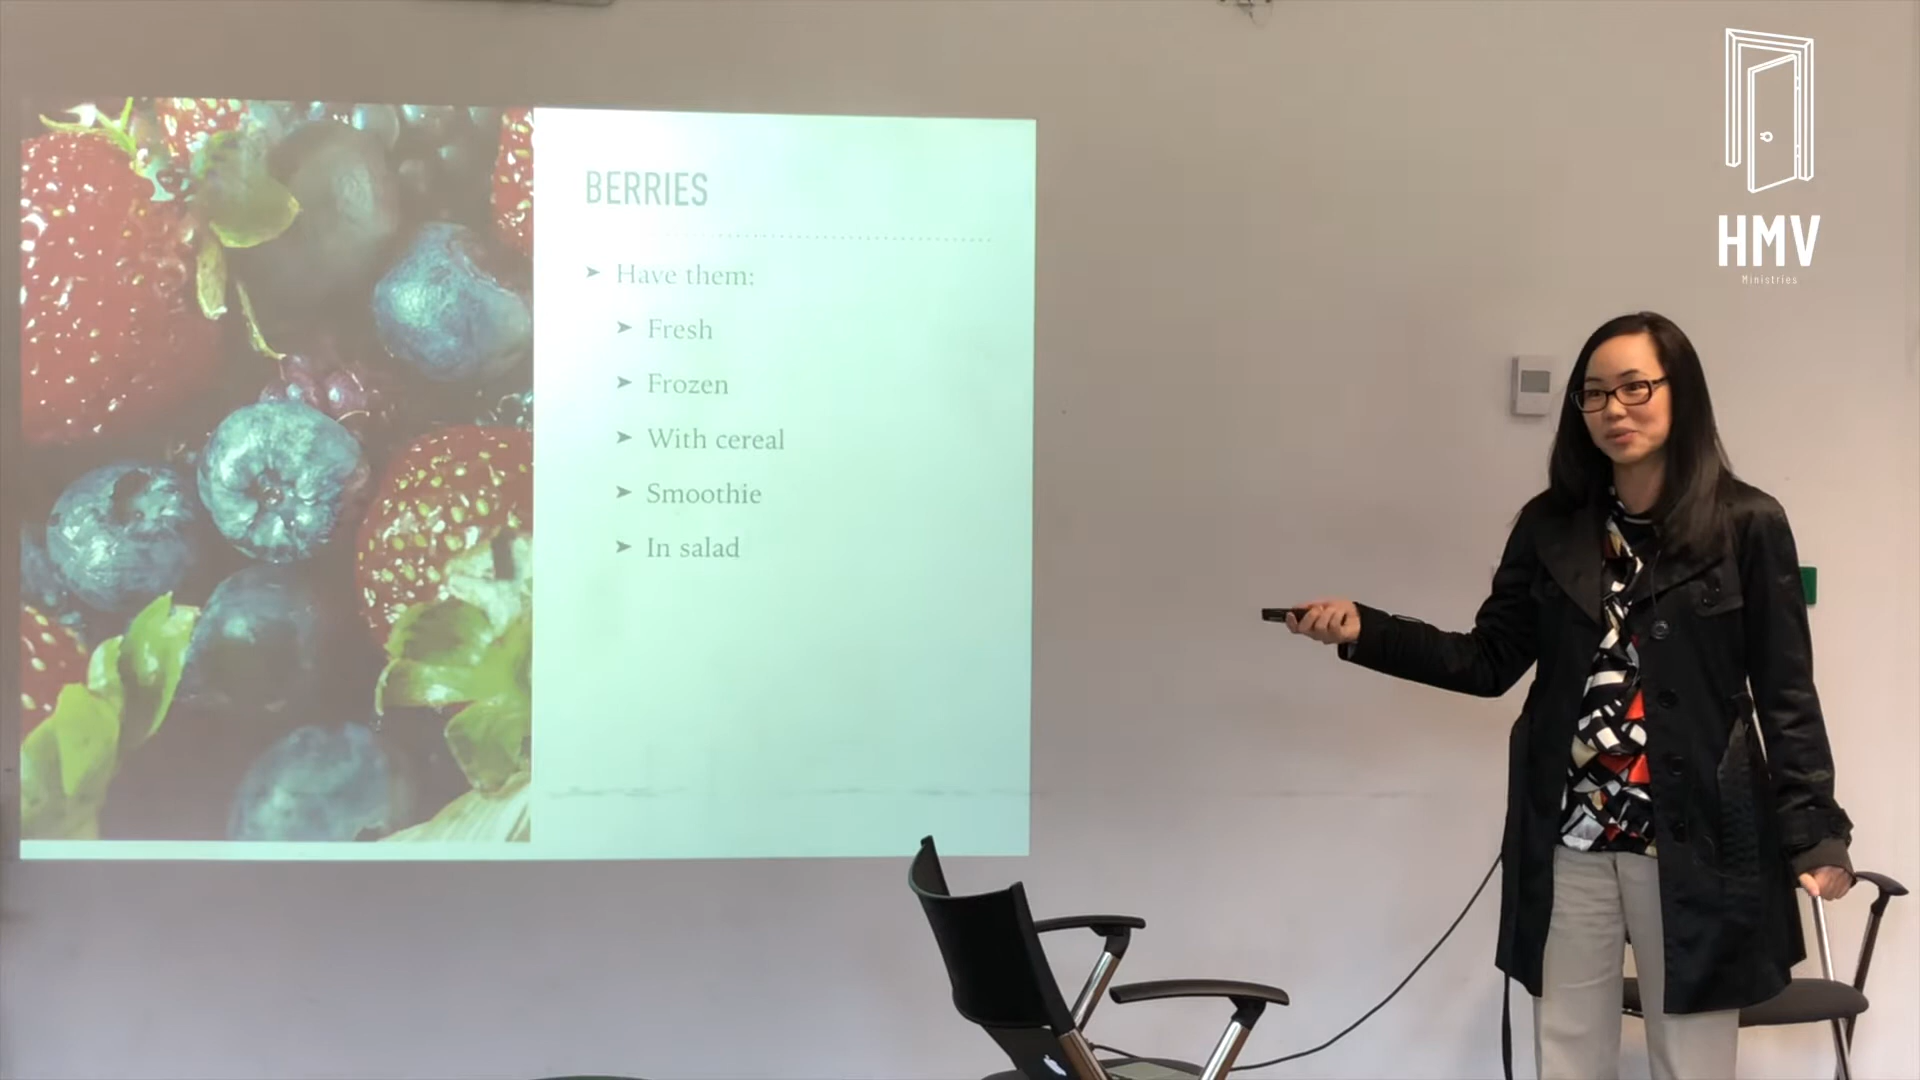 BERRIES
➤ Have them:
➤ Fresh
➤ Frozen
➤ With cereal
➤ Smoothie
➤ In salad
HMV
Ministries